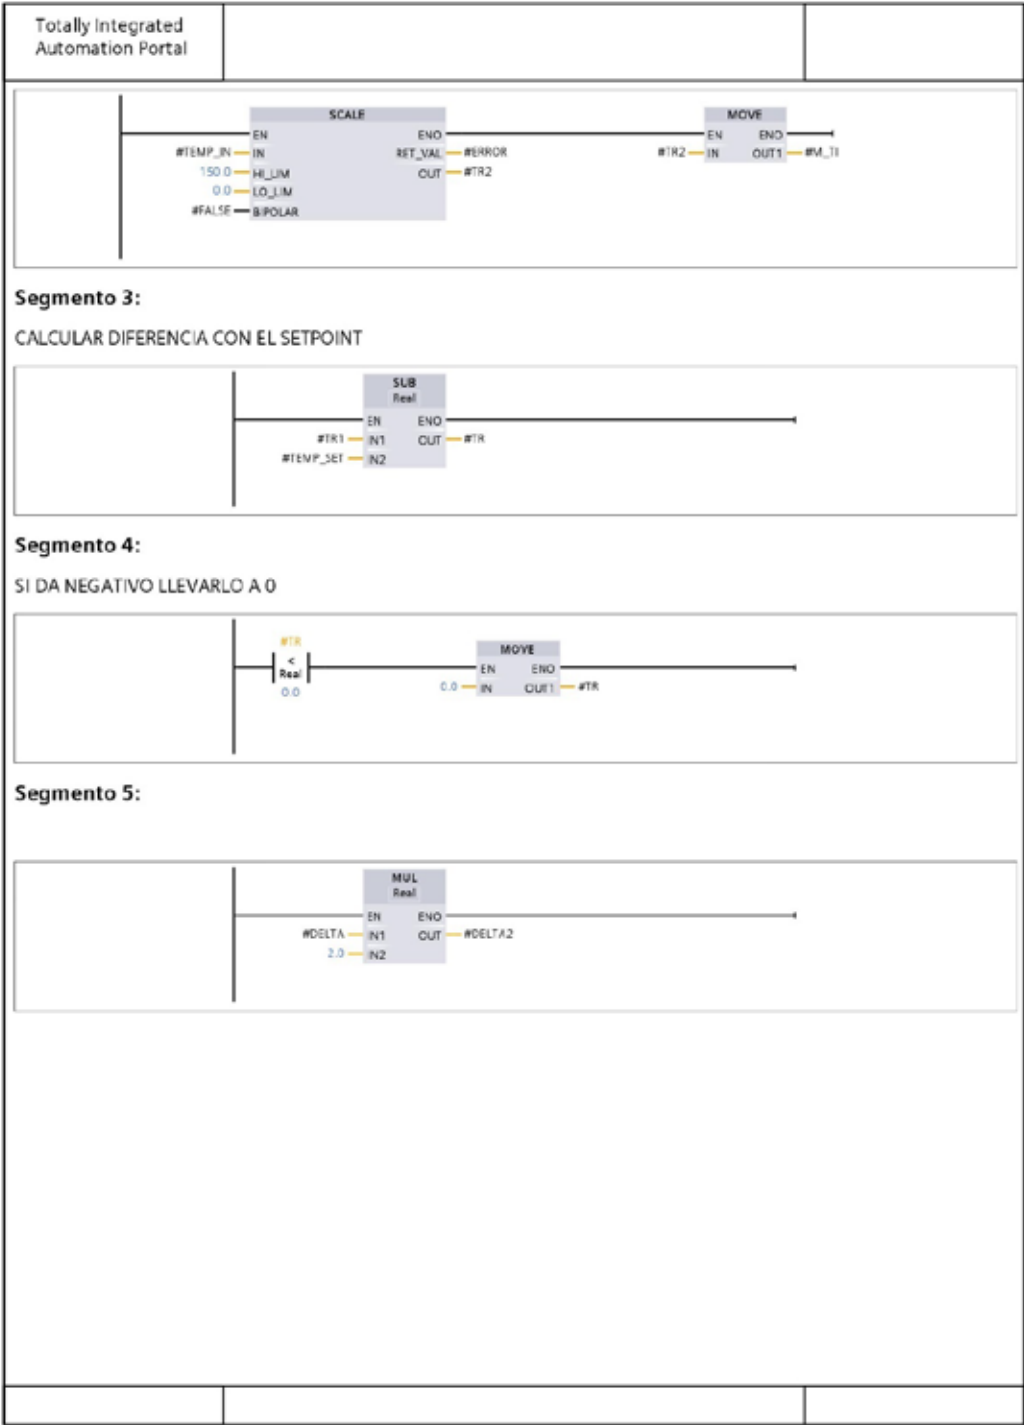 Totally Integrated
Automation Portal
SCALE
MOVE
EN ENO
EN ENO
#TEMP_IN IN RET_VAL #ERROR
#TR2 IN OUT1 #M_TI
150.0 HI_LIM OUT #TR2
0.0 LO_LIM
#FALSE BIPOLAR
Segmento 3:
CALCULAR DIFERENCIA CON EL SETPOINT
SUB
Real
EN ENO
#TR1 IN1 OUT #TR
#TEMP_SET IN2
Segmento 4:
SI DA NEGATIVO LLEVARLO A 0
#TR
<
Real
0.0
MOVE
EN ENO
0.0 IN OUT1 #TR
Segmento 5:
MUL
Real
EN ENO
#DELTA IN1 OUT #DELTA2
2.0 IN2